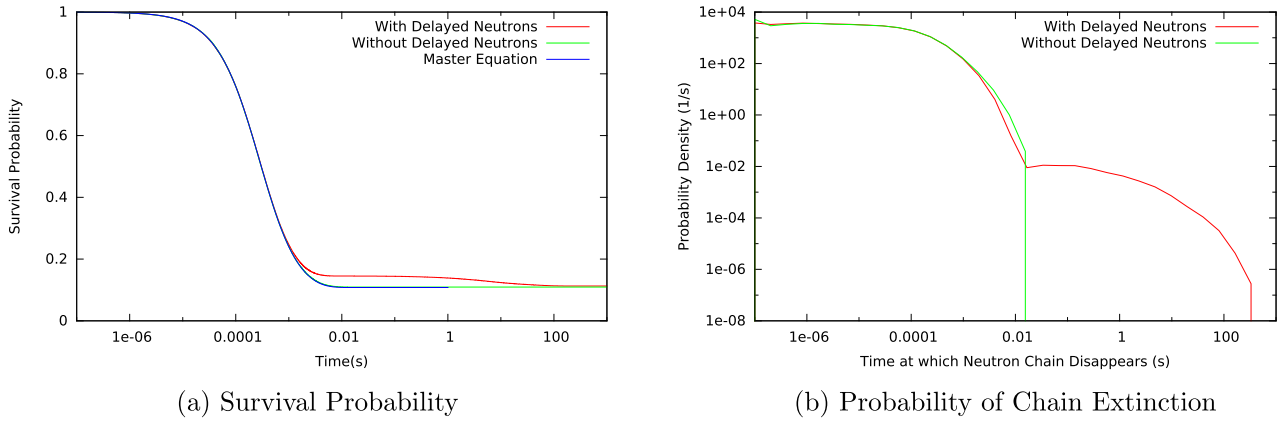 With Delayed Neutrons
Without Delayed Neutrons
Master Equation
1
0.8
0.6
0.4
0.2
0
Survival Probability
1e-06
0.0001
0.01
1
100
Time(s)
(a) Survival Probability
With Delayed Neutrons
Without Delayed Neutrons
1e+04
1e+02
1e+00
1e-02
1e-04
1e-06
1e-08
Probability Density (1/s)
1e-06
0.0001
0.01
1
100
Time at which Neutron Chain Disappears (s)
(b) Probability of Chain Extinction